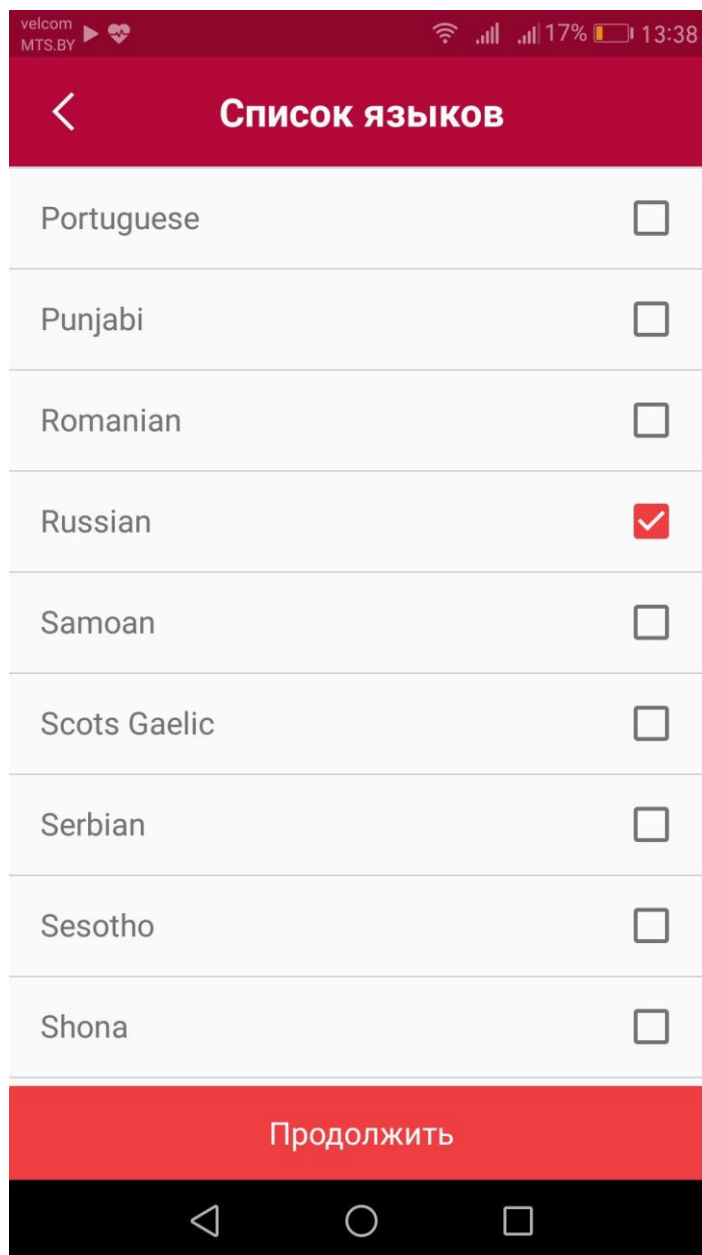 velcom
MTS.BY
17% 13:38
Список языков
Portuguese
Punjabi
Romanian
Russian
Samoan
Scots Gaelic
Serbian
Sesotho
Shona
Продолжить